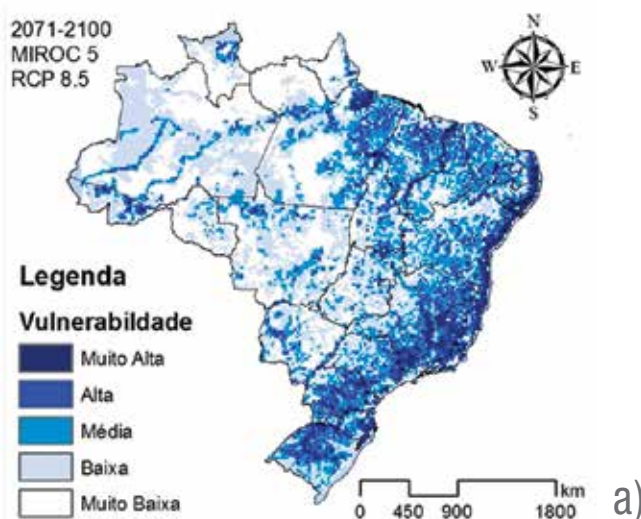 2071-2100
MIROC 5
RCP 8.5
N
W E
S
Legenda
Vulnerabildade
Muito Alta
Alta
Média
Baixa
Muito Baixa
km
0 450 900 1800
a)